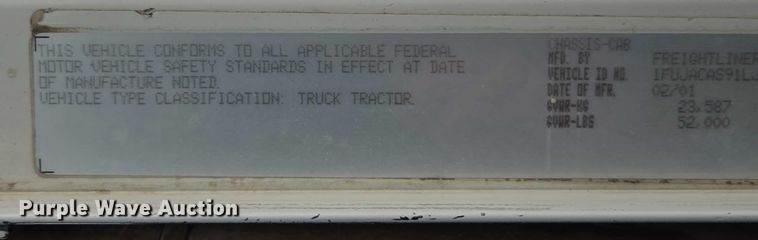 THIS VEHICLE CONFORMS TO ALL APPLICABLE FEDERAL
MOTOR VEHICLE SAFETY STANDARDS IN EFFECT AT DATE
OF MANUFACTURE NOTED.
VEHICLE TYPE CLASSIFICATION: TRUCK TRACTOR
CHASSIS-CAB
MFD. BY FREIGHTLINER
VEHICLE ID NO. 1FUJACAS91LJ
DATE OF MFR. 02/01
GVWR-KG 23,587
GVWR-LBS 52,000
Purple Wave Auction